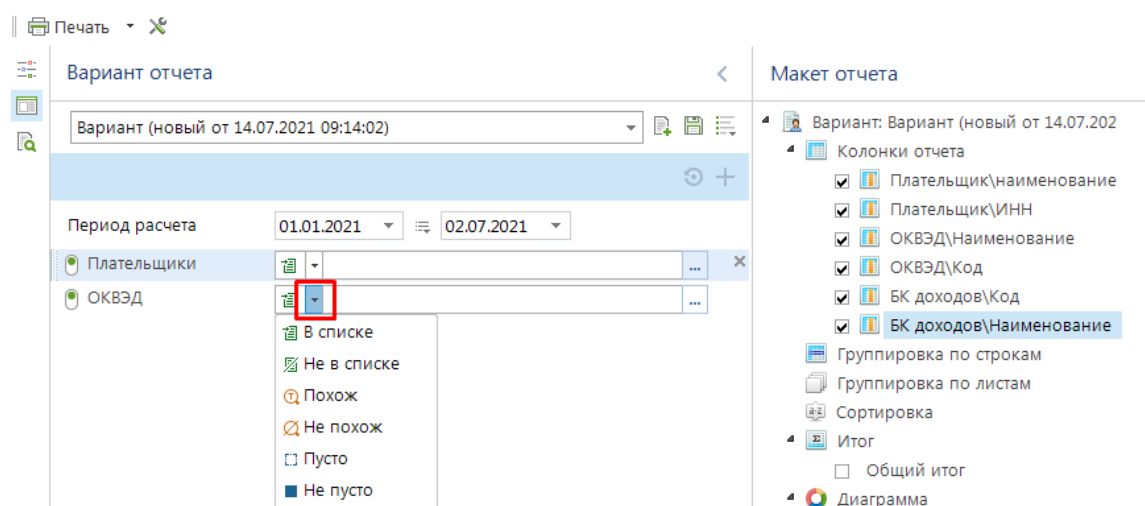 Печать
Вариант отчета
Вариант (новый от 14.07.2021 09:14:02)
Период расчета 01.01.2021 02.07.2021
Плательщики ...
ОКВЭД ...
В списке
Не в списке
Похож
Не похож
Пусто
Не пусто
Макет отчета
Вариант: Вариант (новый от 14.07.202
Колонки отчета
Плательщик\наименование
Плательщик\ИНН
ОКВЭД\Наименование
ОКВЭД\Код
БК доходов\Код
БК доходов\Наименование
Группировка по строкам
Группировка по листам
Сортировка
Итог
Общий итог
Диаграмма